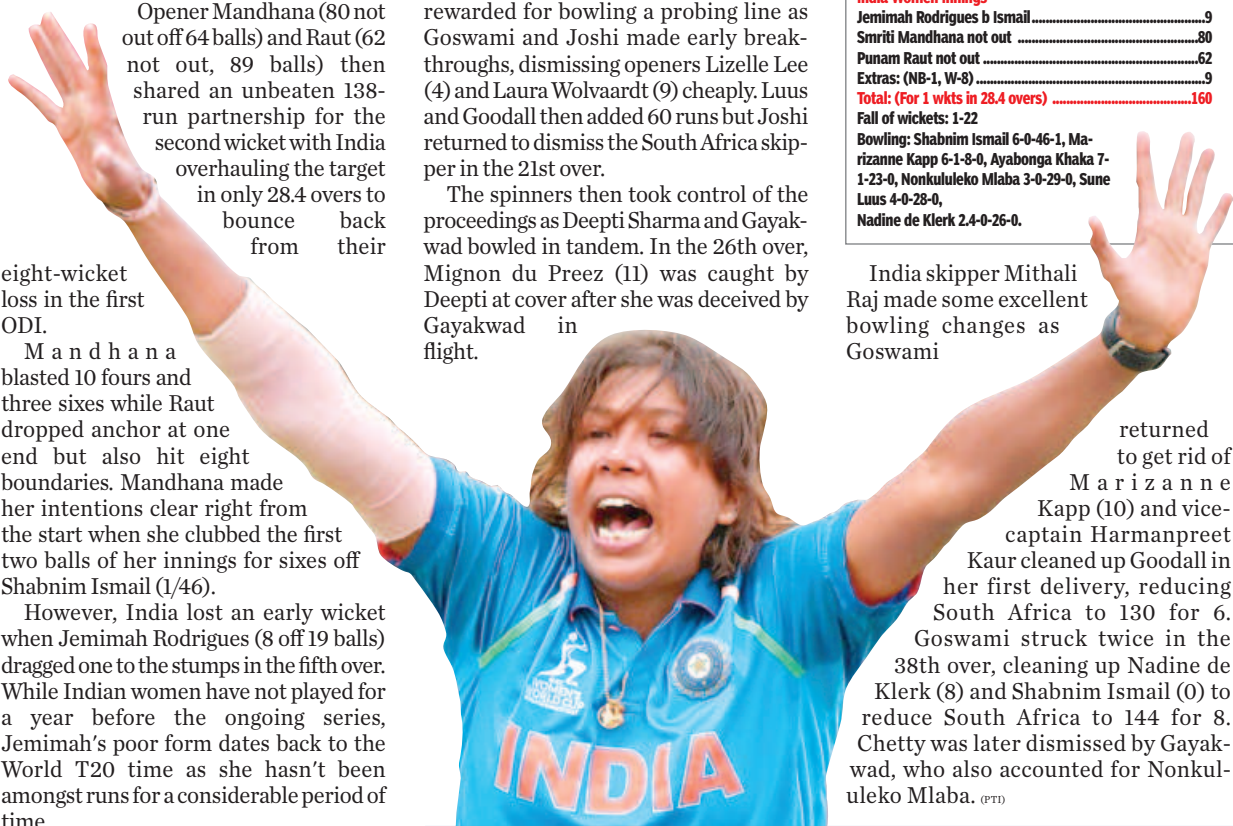 Opener Mandhana (80 not
out off 64 balls) and Raut (62
not out, 89 balls) then
shared an unbeaten 138-
run partnership for the
second wicket with India
overhauling the target
in only 28.4 overs to
bounce back
from their
eight-wicket
loss in the first
ODI.
Mandhana
blasted 10 fours and
three sixes while Raut
dropped anchor at one
end but also hit eight
boundaries. Mandhana made
her intentions clear right from
the start when she clubbed the first
two balls of her innings for sixes off
Shabnim Ismail (1/46).
However, India lost an early wicket
when Jemimah Rodrigues (8 off 19 balls)
dragged one to the stumps in the fifth over.
While Indian women have not played for
a year before the ongoing series,
Jemimah's poor form dates back to the
World T20 time as she hasn't been
amongst runs for a considerable period of
time
rewarded for bowling a probing line as
Goswami and Joshi made early break-
throughs, dismissing openers Lizelle Lee
(4) and Laura Wolvaardt (9) cheaply. Luus
and Goodall then added 60 runs but Joshi
returned to dismiss the South Africa skip-
per in the 21st over.
The spinners then took control of the
proceedings as Deepti Sharma and Gayak-
wad bowled in tandem. In the 26th over,
Mignon du Preez (11) was caught by
Deepti at cover after she was deceived by
Gayakwad in
flight.
WOMEN'S
WORLD CUP
INDIA
India Women Innings
Jemimah Rodrigues b Ismail..........9
Smriti Mandhana not out ..........80
Punam Raut not out ..........62
Extras: (NB-1, W-8) ..........9
Total: (For 1 wkts in 28.4 overs) ..........160
Fall of wickets: 1-22
Bowling: Shabnim Ismail 6-0-46-1, Ma-
rizanne Kapp 6-1-8-0, Ayabonga Khaka 7-
1-23-0, Nonkululeko Mlaba 3-0-29-0, Sune
Luus 4-0-28-0,
Nadine de Klerk 2.4-0-26-0.
India skipper Mithali
Raj made some excellent
bowling changes as
Goswami
returned
to get rid of
Marizanne
Kapp (10) and vice-
captain Harmanpreet
Kaur cleaned up Goodall in
her first delivery, reducing
South Africa to 130 for 6.
Goswami struck twice in the
38th over, cleaning up Nadine de
Klerk (8) and Shabnim Ismail (0) to
reduce South Africa to 144 for 8.
Chetty was later dismissed by Gayak-
wad, who also accounted for Nonkul-
uleko Mlaba. (PTI)